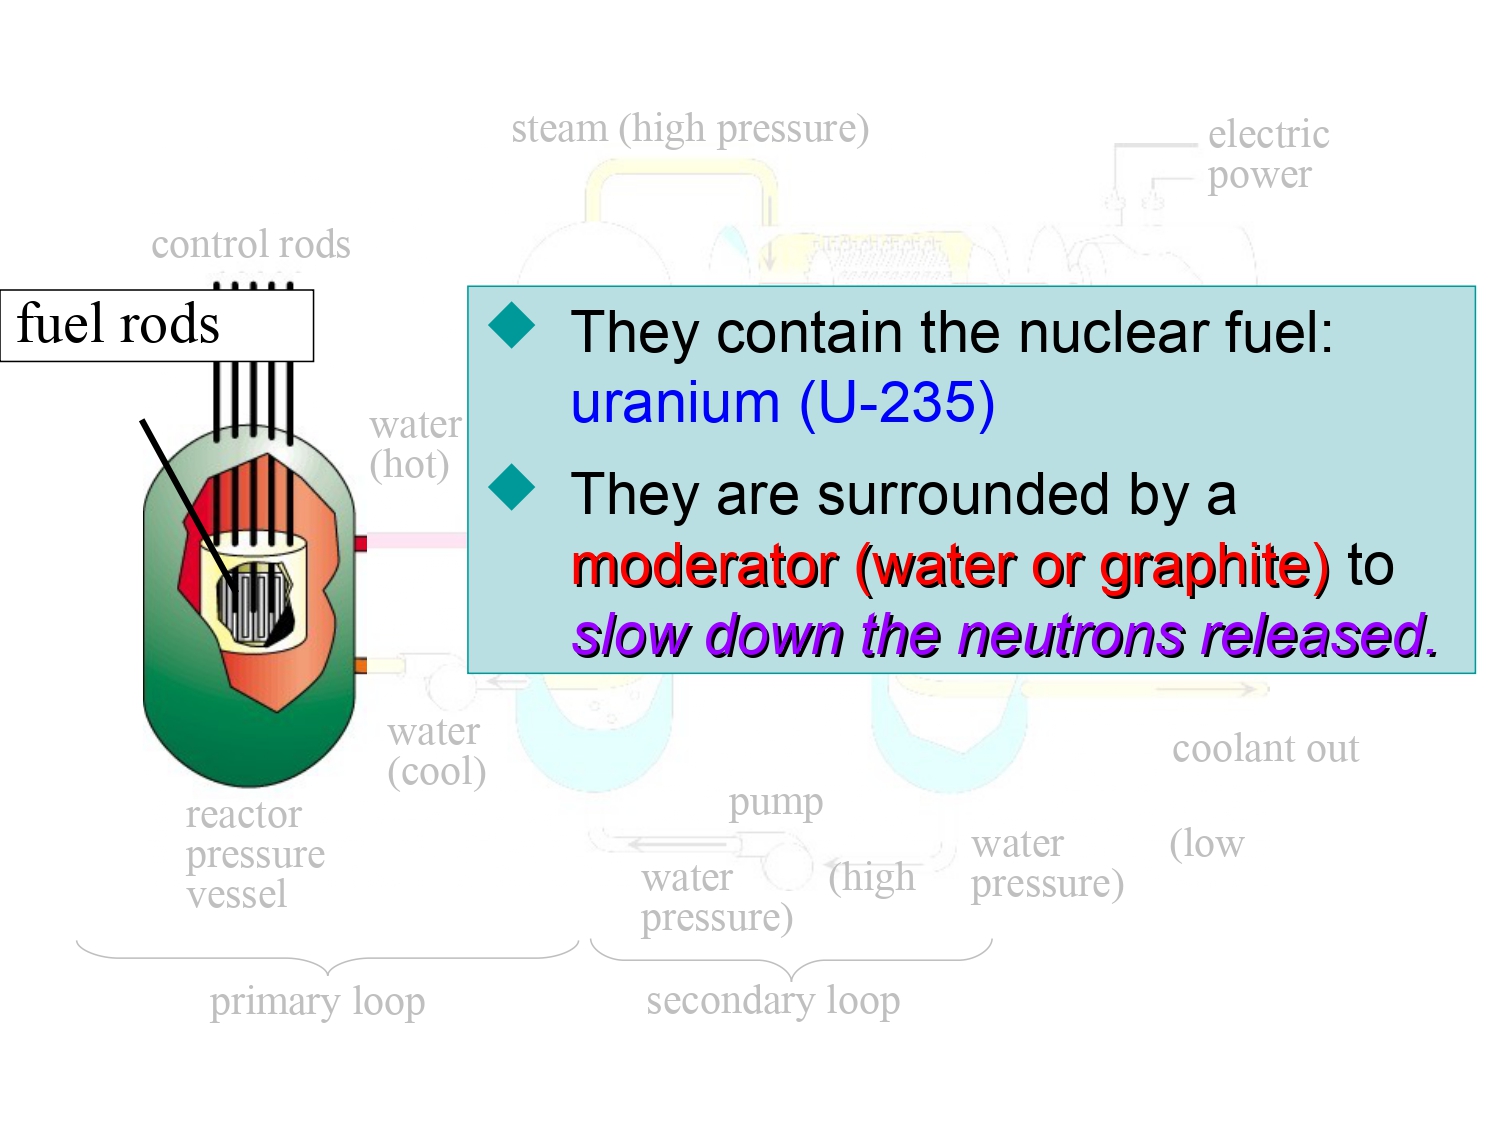 steam (high pressure)
electric
power
control rods
fuel rods
They contain the nuclear fuel:
uranium (U-235)
They are surrounded by a
moderator (water or graphite) to
slow down the neutrons released.
water
(hot)
water
(cool)
coolant out
reactor
pressure
vessel
pump
water (high
pressure)
water (low
pressure)
primary loop
secondary loop